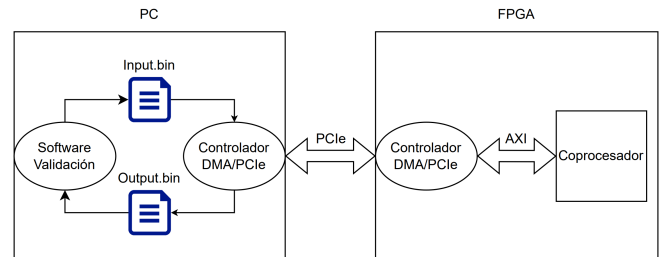 PC
FPGA
Input.bin
Software
Validación
Controlador
DMA/PCIe
Output.bin
PCIe
Controlador
DMA/PCIe
AXI
Coprocesador